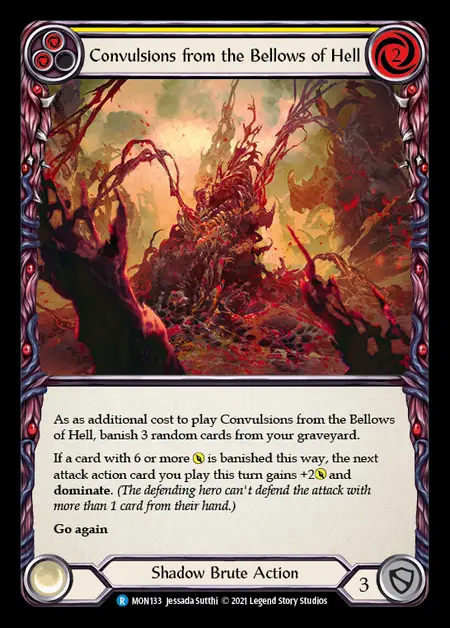 Convulsions from the Bellows of Hell
2
As as additional cost to play Convulsions from the Bellows
of Hell, banish 3 random cards from your graveyard.
If a card with 6 or more is banished this way, the next
attack action card you play this turn gains +2 and
dominate. (The defending hero can't defend the attack with
more than 1 card from their hand.)
Go again
Shadow Brute Action
3
R MON133 Jessada Sutthi © 2021 Legend Story Studios